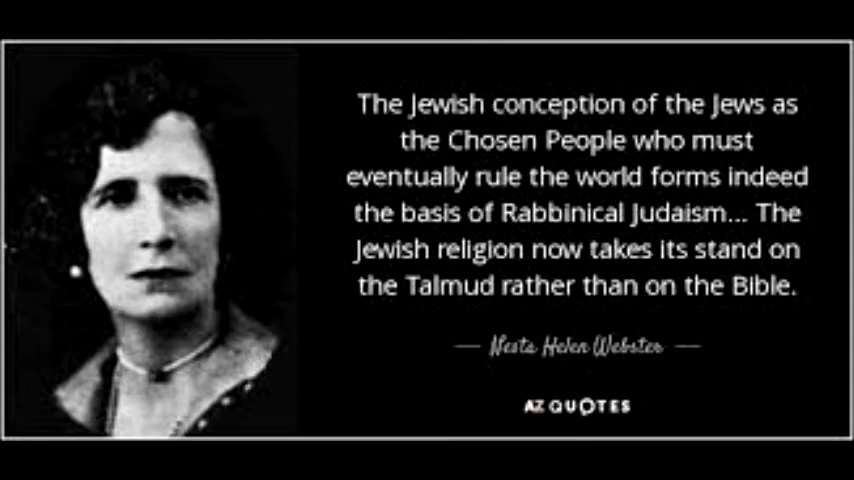 The Jewish conception of the Jews as
the Chosen People who must
eventually rule the world forms indeed
the basis of Rabbinical Judaism... The
Jewish religion now takes its stand on
the Talmud rather than on the Bible.
— Nesta Helen Webster —
AZ QUOTES